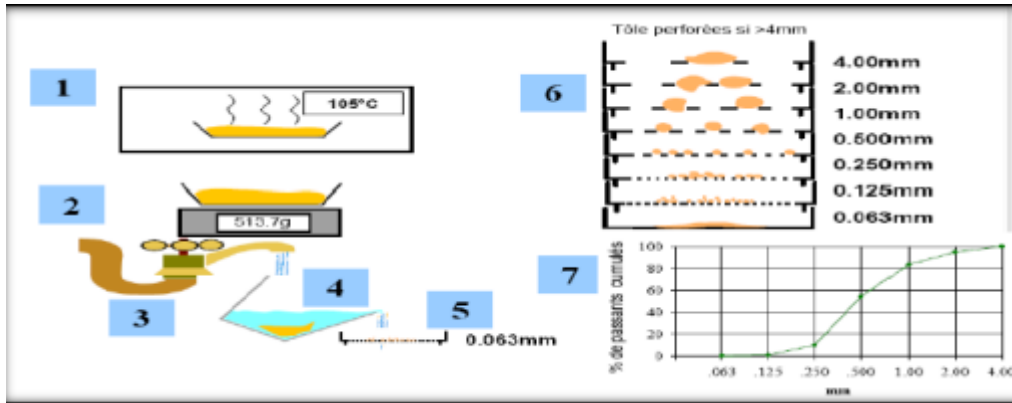 1
105°C
2
513.7g
3
4
5
0.063mm
Tôle perforées si >4mm
6
4.00mm
2.00mm
1.00mm
0.500mm
0.250mm
0.125mm
0.063mm
7
% de passants cumulés
100
80
60
40
20
0
.063 .125 .250 .500 1.00 2.00 4.00
mm